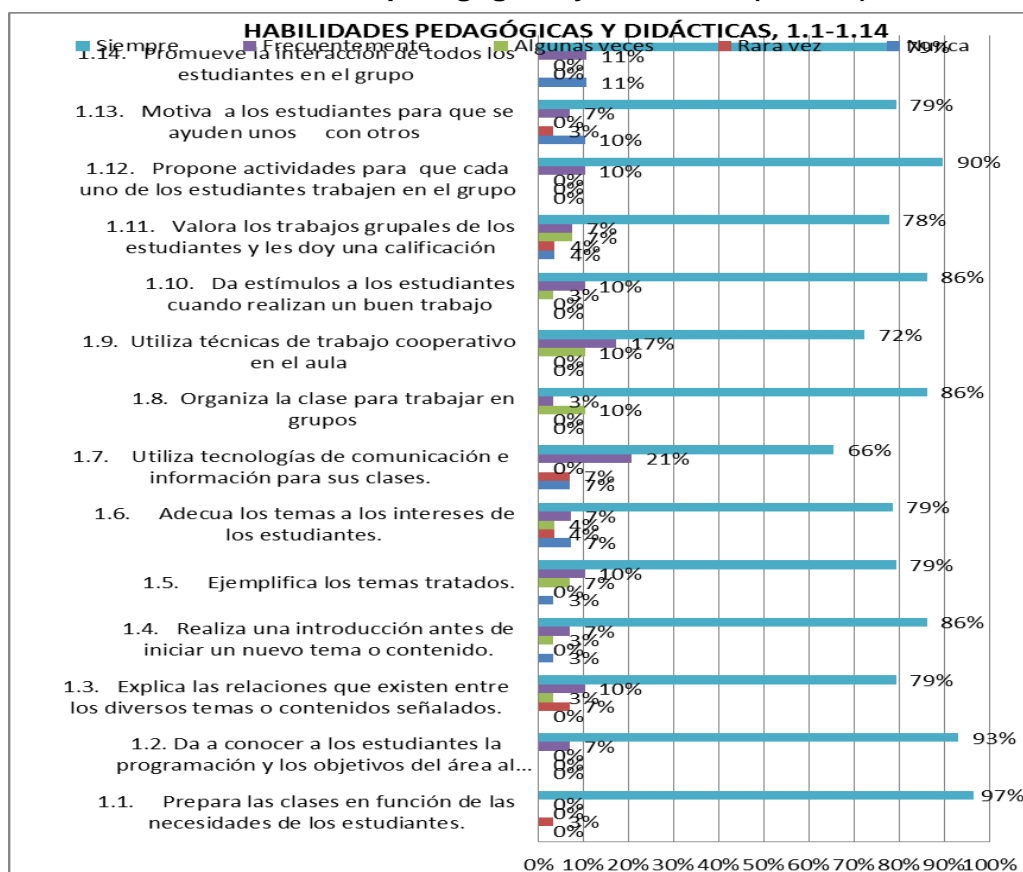 HABILIDADES PEDAGÓGICAS Y DIDÁCTICAS, 1.1-1.14
Siempre Frecuentemente Algunas veces Rara vez Nunca
1.14. Promueve la interacción de todos los
estudiantes en el grupo
79%
11%
0%
0%
11%
1.13. Motiva a los estudiantes para que se
ayuden unos con otros
79%
7%
0%
3%
10%
1.12. Propone actividades para que cada
uno de los estudiantes trabajen en el grupo
90%
10%
0%
0%
0%
1.11. Valora los trabajos grupales de los
estudiantes y les doy una calificación
78%
7%
7%
4%
4%
1.10. Da estímulos a los estudiantes
cuando realizan un buen trabajo
86%
10%
3%
0%
0%
1.9. Utiliza técnicas de trabajo cooperativo
en el aula
72%
17%
10%
0%
0%
1.8. Organiza la clase para trabajar en
grupos
86%
3%
10%
0%
0%
1.7. Utiliza tecnologías de comunicación e
información para sus clases.
66%
21%
0%
7%
7%
1.6. Adecua los temas a los intereses de
los estudiantes.
79%
7%
4%
4%
7%
1.5. Ejemplifica los temas tratados.
79%
10%
7%
0%
3%
1.4. Realiza una introducción antes de
iniciar un nuevo tema o contenido.
86%
7%
3%
0%
3%
1.3. Explica las relaciones que existen entre
los diversos temas o contenidos señalados.
79%
10%
3%
7%
0%
1.2. Da a conocer a los estudiantes la
programación y los objetivos del área al...
93%
7%
0%
0%
0%
1.1. Prepara las clases en función de las
necesidades de los estudiantes.
97%
0%
0%
3%
0%
0% 10% 20% 30% 40% 50% 60% 70% 80% 90% 100%